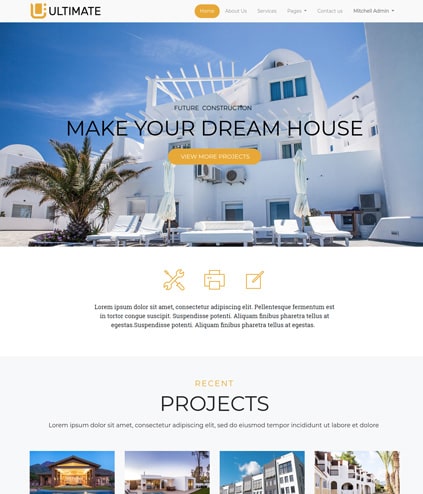 ULTIMATE
Home About Us Services Pages Contact us Mitchell Admin
FUTURE CONSTRUCTION
MAKE YOUR DREAM HOUSE
VIEW MORE PROJECTS
Lorem ipsum dolor sit amet, consectetur adipiscing elit. Pellentesque fermentum est
in tortor congue suscipit. Suspendisse potenti. Aliquam finibus pharetra tellus at
egestas.Suspendisse potenti. Aliquam finibus pharetra tellus at egestas.
RECENT
PROJECTS
Lorem ipsum dolor sit amet, consectetur adipiscing elit, sed do eiusmod tempor incididunt ut labore et dolore